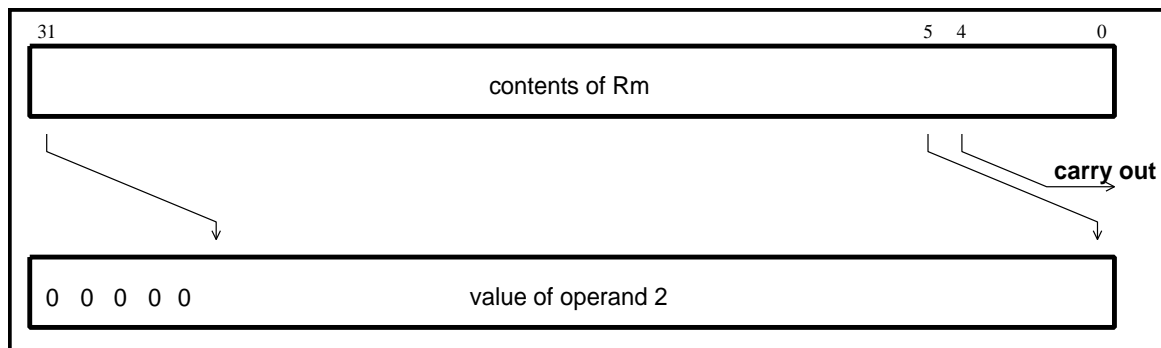 31 5 4 0
contents of Rm
carry out
0 0 0 0 0 value of operand 2